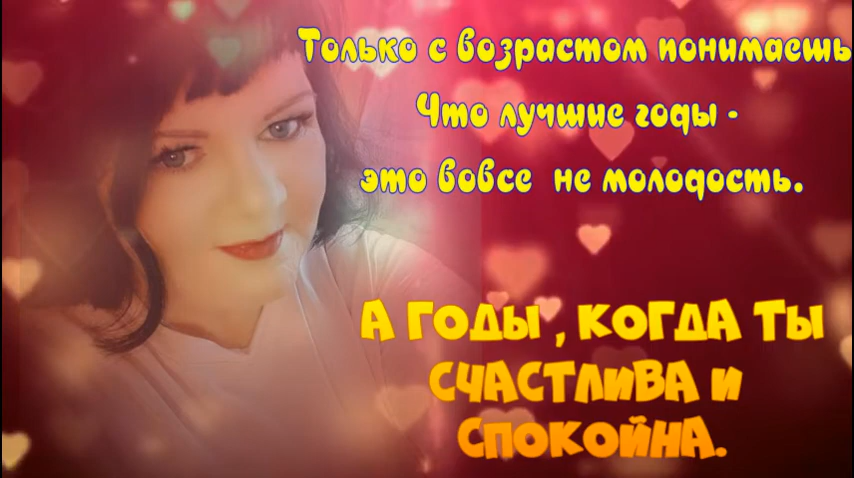 Только с возрастом понимаешь
Что лучшие годы -
это вовсе не молодость.
А ГОДЫ , КОГДА ТЫ
СЧАСТЛИВА И
СПОКОЙНА.